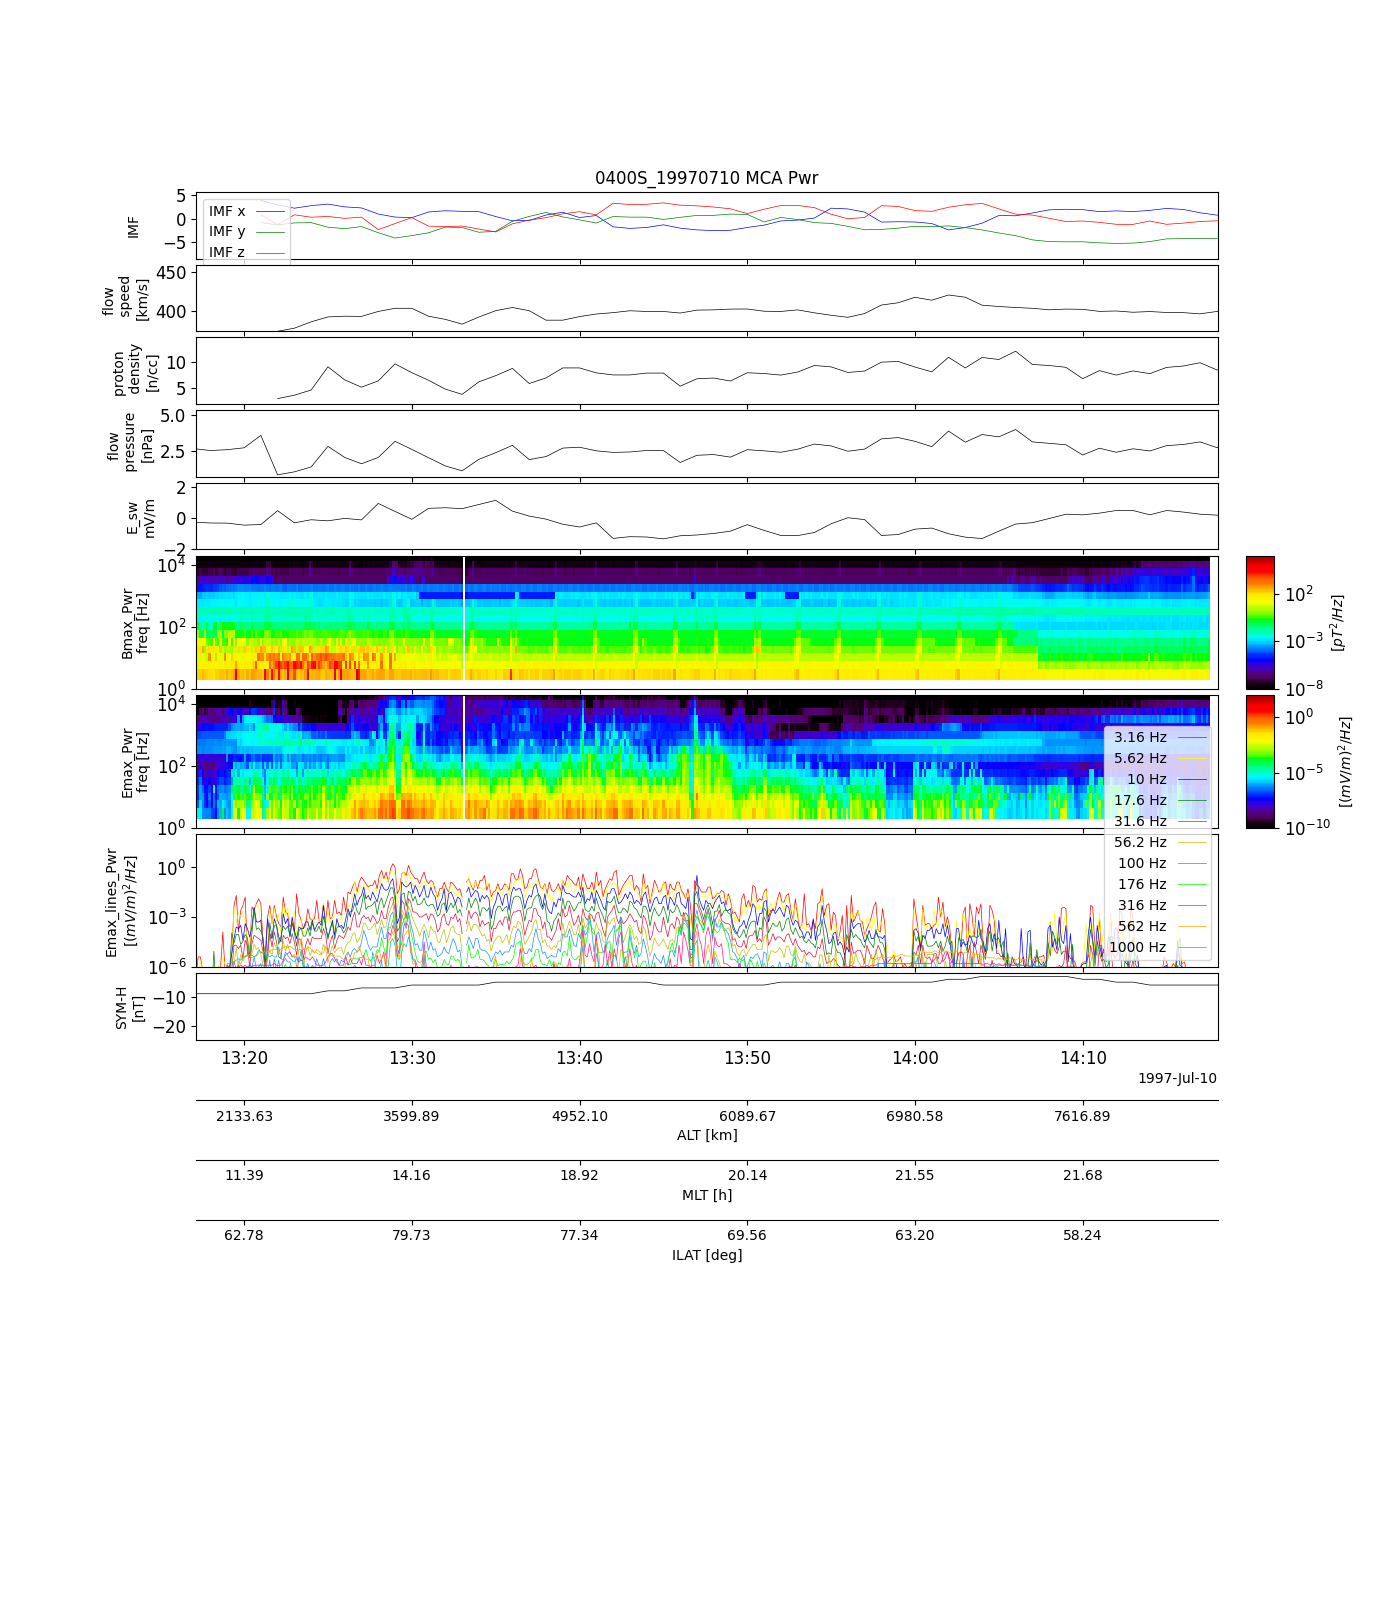 0400S_19970710 MCA Pwr
IMF
5
0
−5
IMF x
IMF y
IMF z
flow
speed
[km/s]
450
400
proton
density
[n/cc]
10
5
flow
pressure
[nPa]
5.0
2.5
E_sw
mV/m
2
0
−2
Bmax_Pwr
freq [Hz]
10^4
10^2
10^0
10^2
10^−3
10^−8
[pT^2/Hz]
Emax_Pwr
freq [Hz]
10^4
10^2
10^0
10^0
10^−5
10^−10
[(mV/m)^2/Hz]
3.16 Hz
5.62 Hz
10 Hz
17.6 Hz
31.6 Hz
56.2 Hz
100 Hz
176 Hz
316 Hz
562 Hz
1000 Hz
Emax_lines_Pwr
[(mV/m)^2/Hz]
10^0
10^−3
10^−6
SYM-H
[nT]
−10
−20
13:20 13:30 13:40 13:50 14:00 14:10
1997-Jul-10
2133.63 3599.89 4952.10 6089.67 6980.58 7616.89
ALT [km]
11.39 14.16 18.92 20.14 21.55 21.68
MLT [h]
62.78 79.73 77.34 69.56 63.20 58.24
ILAT [deg]